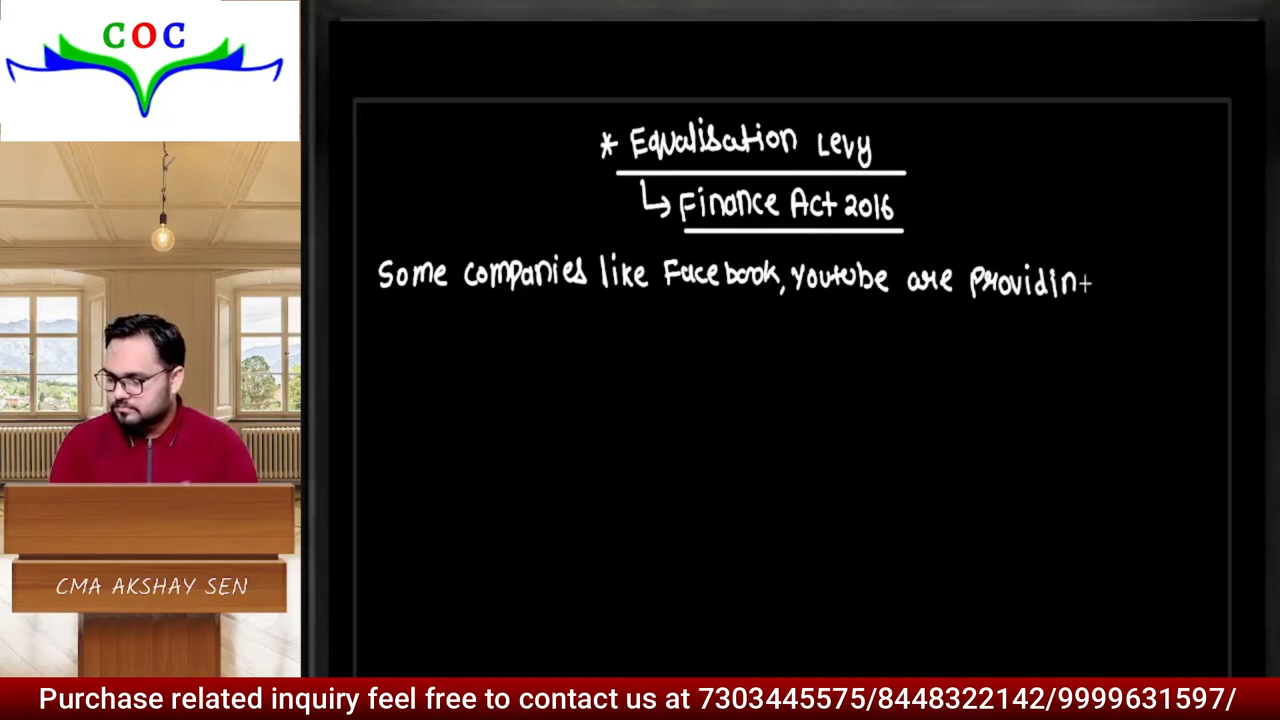 COC
* Equalisation Levy
↳ Finance Act 2016
Some companies like Facebook, Youtube are providin
CMA AKSHAY SEN
Purchase related inquiry feel free to contact us at 7303445575/8448322142/9999631597/